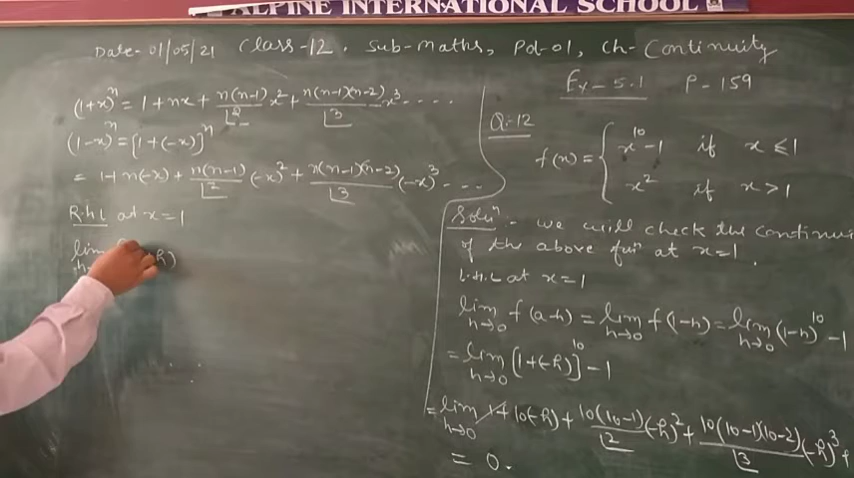 ALPINE INTERNATIONAL SCHOOL
Date-01/05/21 Class-12. Sub-maths, Pd-01, Ch-Continuity
(1+x)^n = 1+nx+ n(n-1)/⌊2 x^2 + n(n-1)(n-2)/⌊3 x^3 ....
(1-x)^n = [1+(-x)]^n
= 1+n(-x)+ n(n-1)/⌊2 (-x)^2 + n(n-1)(n-2)/⌊3 (-x)^3 ....
R.h.L at x=1
lim
h)
Ex-5.1 P-159
Q.12
f(x) = { x^10-1 if x≤1
x^2 if x>1
Solu^n:- we will check the continui
of the above fu^n at x=1.
L.H.L at x=1
lim h→0 f(a-h) = lim h→0 f(1-h) = lim h→0 (1-h)^10 -1
= lim h→0 [1+(-h)]^10 -1
= lim h→0 1+10(-h)+ 10(10-1)/⌊2 (-h)^2 + 10(10-1)(10-2)/⌊3 (-h)^3 +
= 0.